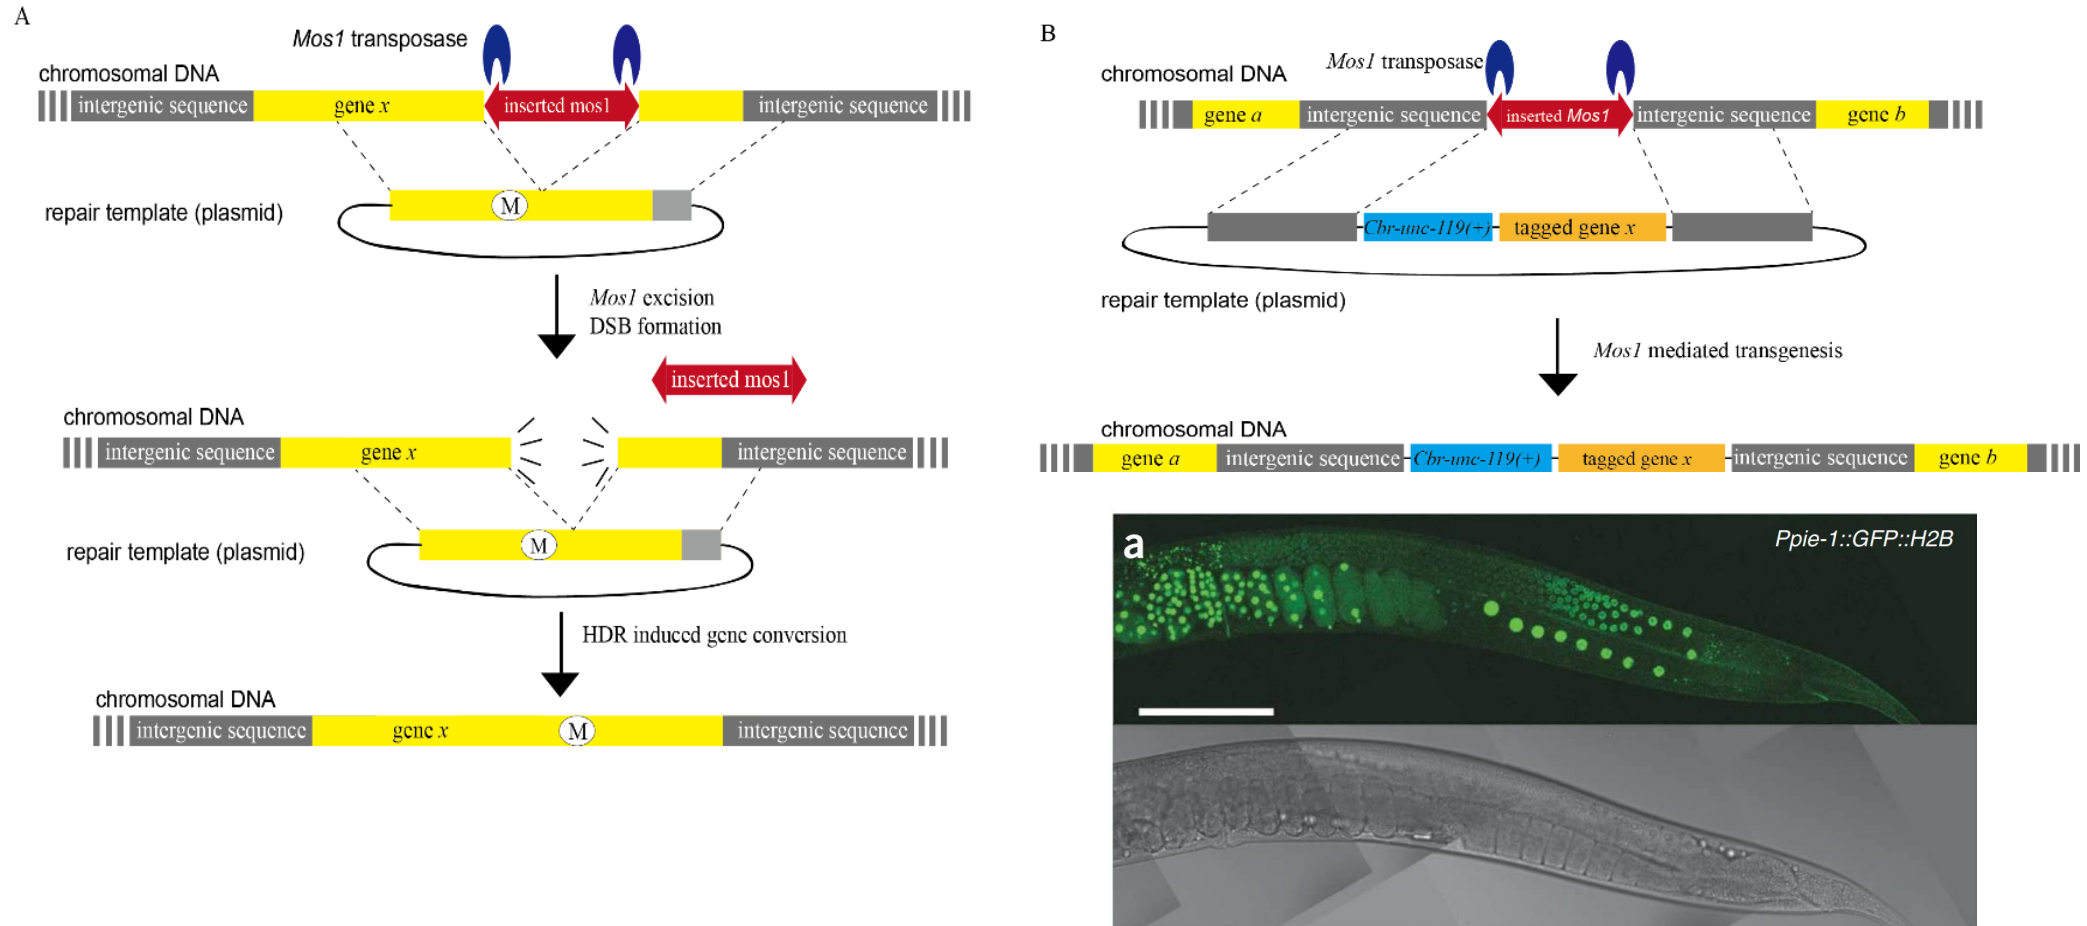 A
Mos1 transposase
chromosomal DNA
intergenic sequence
gene x
inserted mos1
intergenic sequence
M
repair template (plasmid)
Mos1 excision
DSB formation
inserted mos1
chromosomal DNA
intergenic sequence
gene x
intergenic sequence
M
repair template (plasmid)
HDR induced gene conversion
chromosomal DNA
intergenic sequence
gene x
M
intergenic sequence
B
Mos1 transposase
chromosomal DNA
gene a
intergenic sequence
inserted Mos1
intergenic sequence
gene b
Cbr-unc-119(+)
tagged gene x
repair template (plasmid)
Mos1 mediated transgenesis
chromosomal DNA
gene a
intergenic sequence
Cbr-unc-119(+)
tagged gene x
intergenic sequence
gene b
a
Ppie-1::GFP::H2B